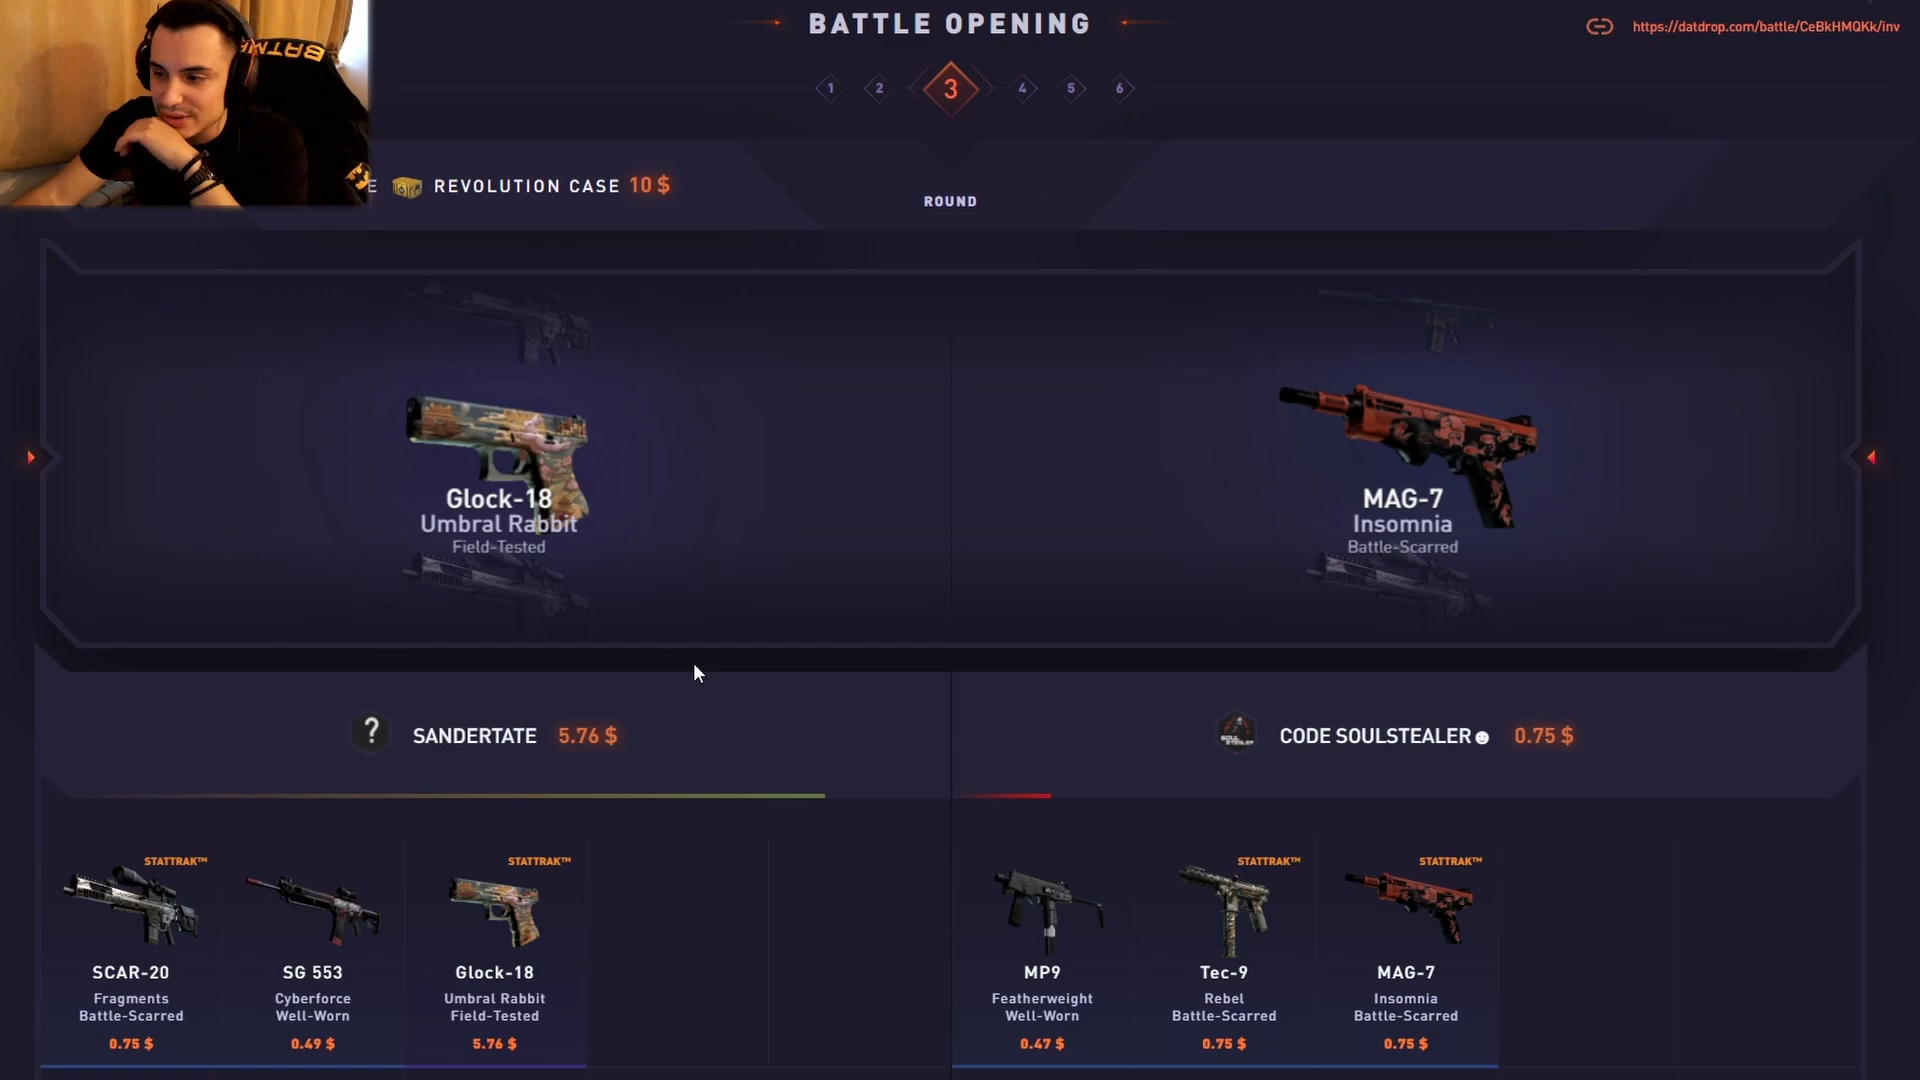 BATTLE OPENING
https://datdrop.com/battle/CeBkHMQKk/inv
1 2 3 4 5 6
E REVOLUTION CASE 10 $
ROUND
Glock-18
Umbral Rabbit
Field-Tested
MAG-7
Insomnia
Battle-Scarred
? SANDERTATE 5.76 $
SOUL STEALER
CODE SOULSTEALER☻ 0.75 $
STATTRAK™
SCAR-20
Fragments
Battle-Scarred
0.75 $
SG 553
Cyberforce
Well-Worn
0.49 $
STATTRAK™
Glock-18
Umbral Rabbit
Field-Tested
5.76 $
MP9
Featherweight
Well-Worn
0.47 $
STATTRAK™
Tec-9
Rebel
Battle-Scarred
0.75 $
STATTRAK™
MAG-7
Insomnia
Battle-Scarred
0.75 $